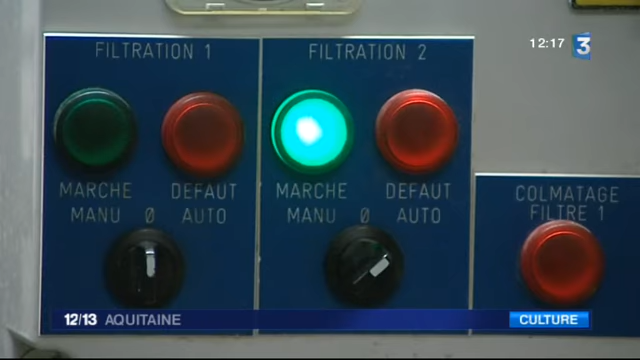 FILTRATION 1
FILTRATION 2
12:17 3
MARCHE DEFAUT
MANU 0 AUTO
MARCHE DEFAUT
MANU 0 AUTO
COLMATAGE
FILTRE 1
12/13 AQUITAINE
CULTURE